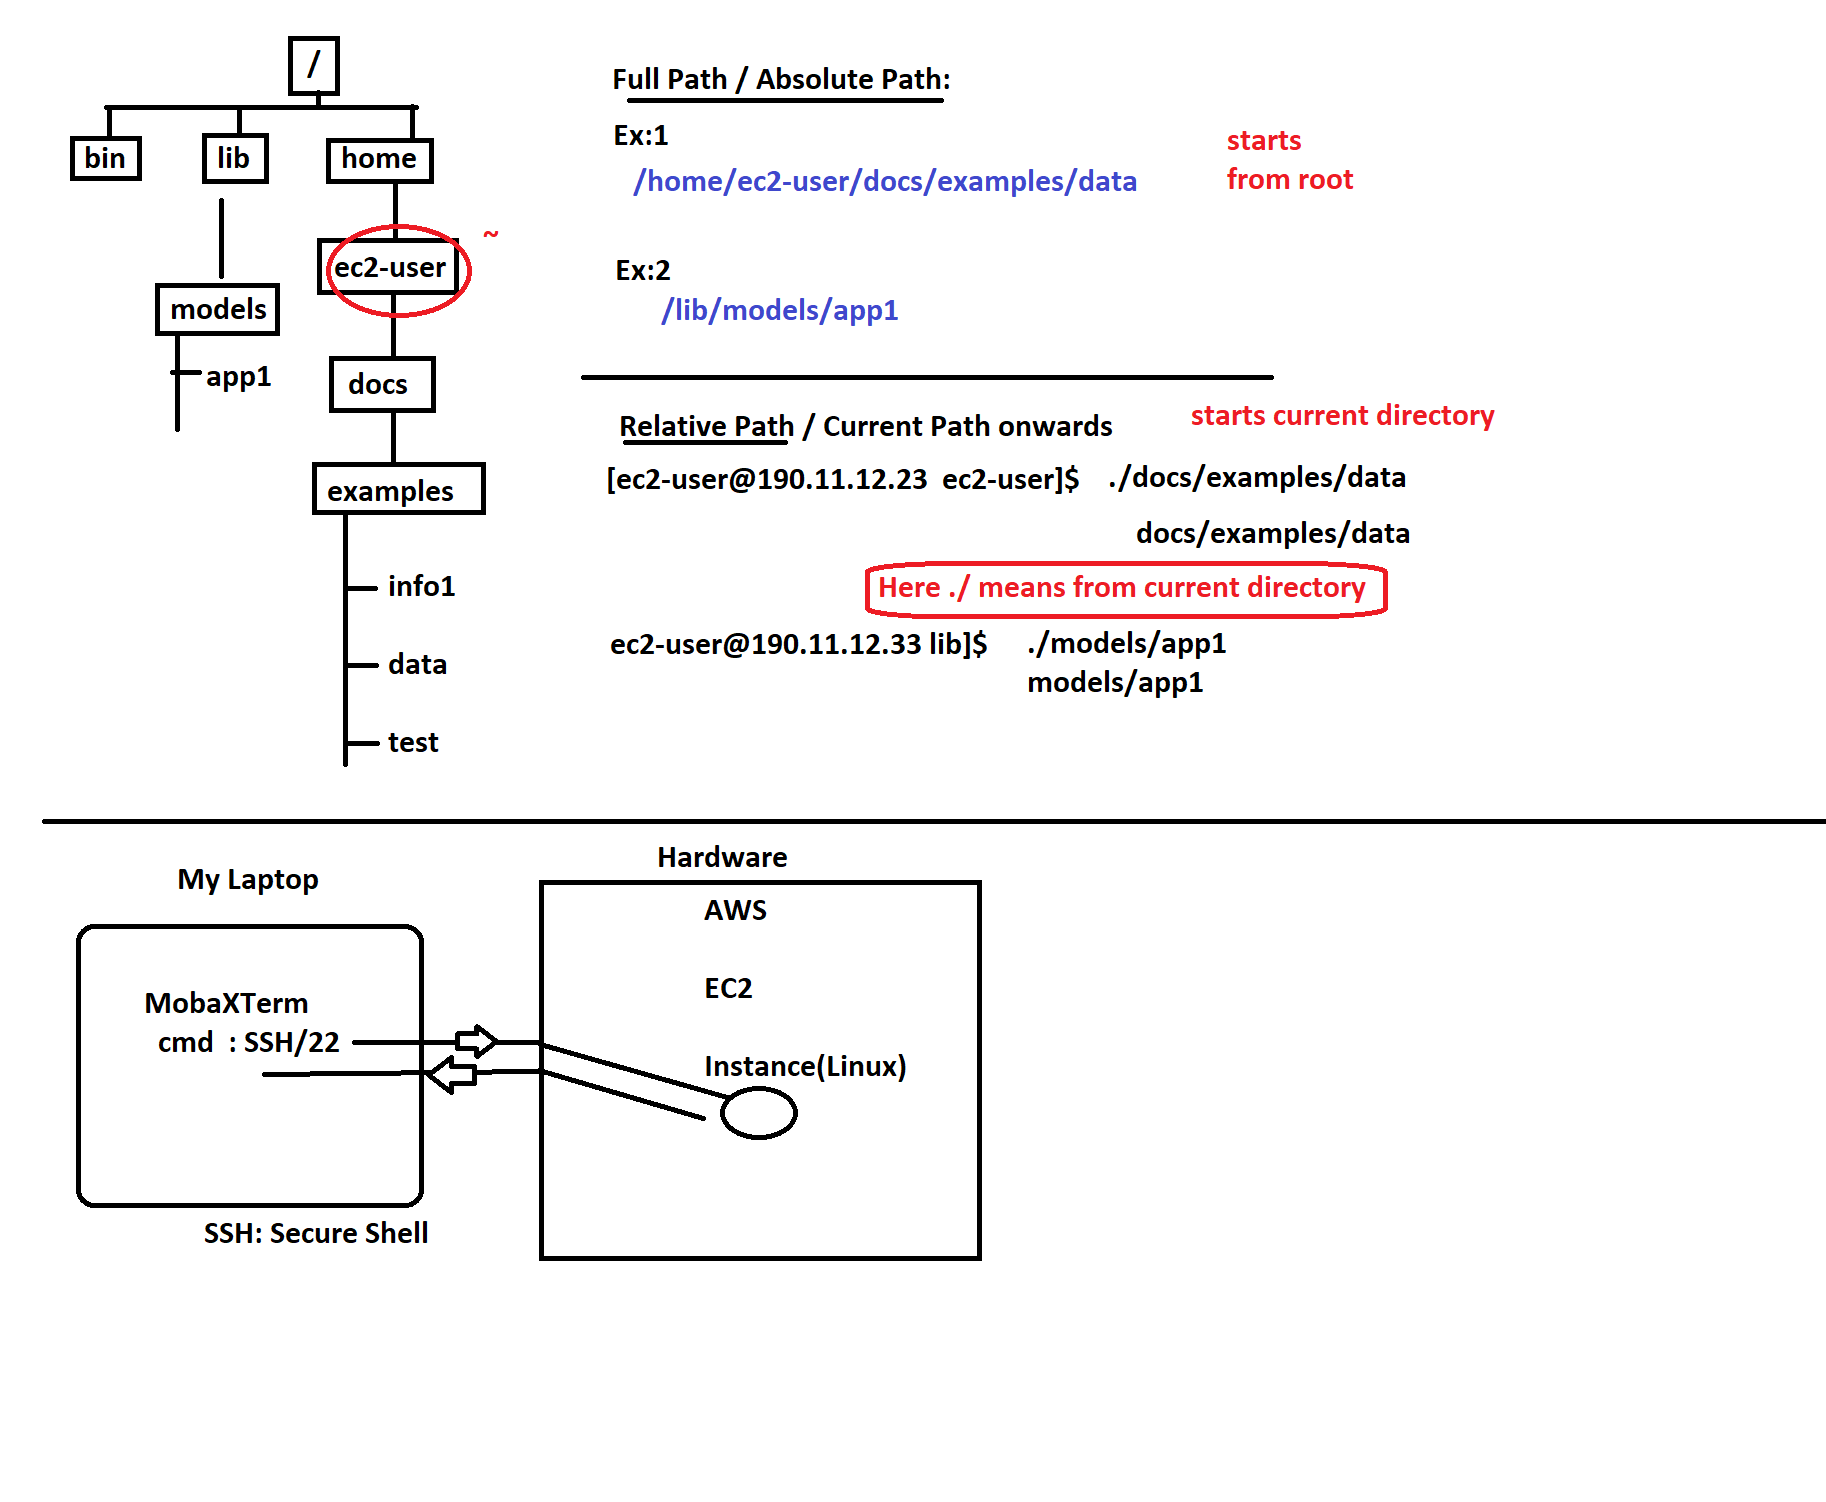 /
bin
lib
home
~
ec2-user
models
app1
docs
examples
info1
data
test
Full Path / Absolute Path:
Ex:1
/home/ec2-user/docs/examples/data
starts
from root
Ex:2
/lib/models/app1
Relative Path / Current Path onwards
starts current directory
[ec2-user@190.11.12.23  ec2-user]$ ./docs/examples/data
docs/examples/data
Here ./ means from current directory
ec2-user@190.11.12.33 lib]$ ./models/app1
models/app1
My Laptop
MobaXTerm
cmd  : SSH/22
SSH: Secure Shell
Hardware
AWS
EC2
Instance(Linux)